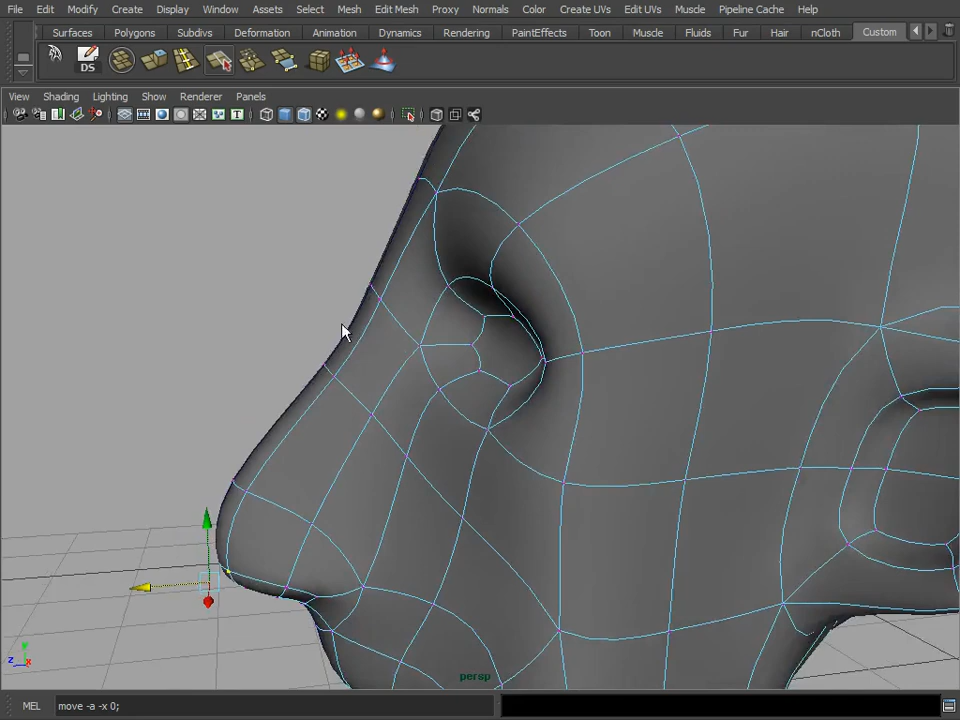 File Edit Modify Create Display Window Assets Select Mesh Edit Mesh Proxy Normals Color Create UVs Edit UVs Muscle Pipeline Cache Help
Surfaces Polygons Subdivs Deformation Animation Dynamics Rendering PaintEffects Toon Muscle Fluids Fur Hair nCloth Custom
DS
View Shading Lighting Show Renderer Panels
T
y
z x
persp
MEL move -a -x 0;